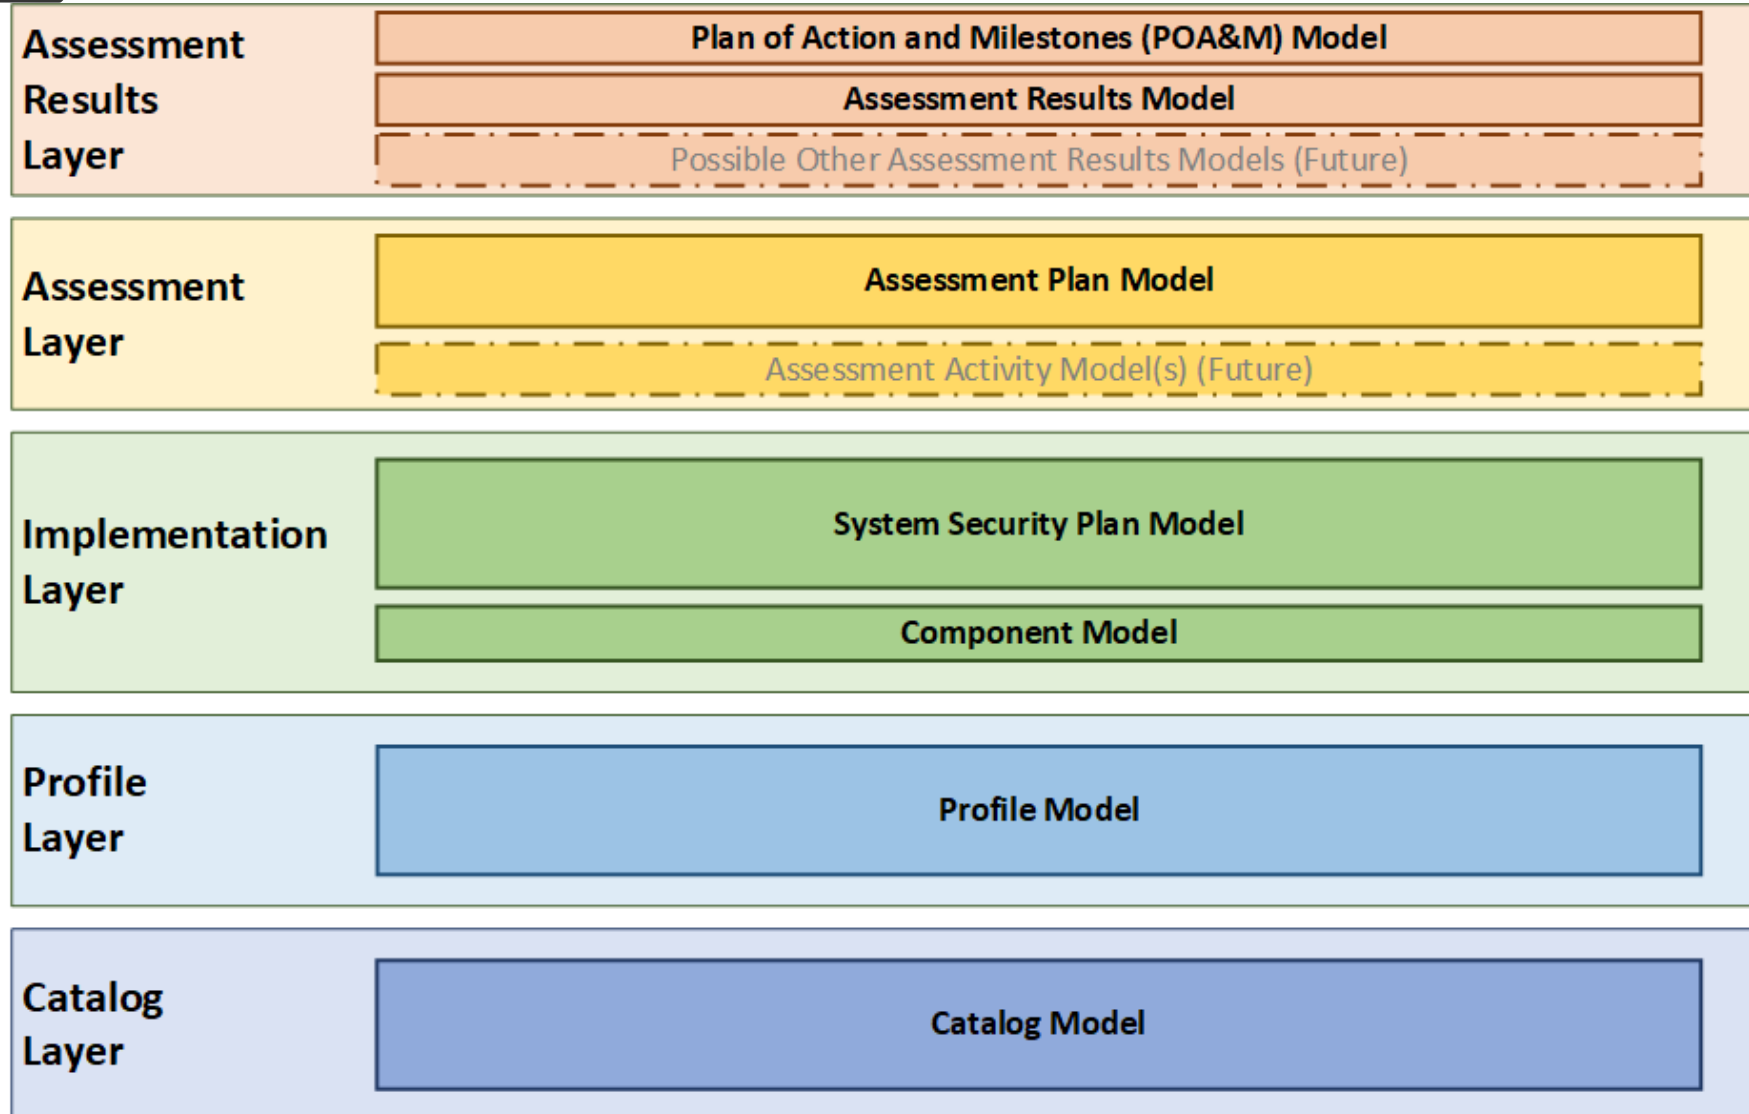 Assessment
Results
Layer
Plan of Action and Milestones (POA&M) Model
Assessment Results Model
Possible Other Assessment Results Models (Future)
Assessment
Layer
Assessment Plan Model
Assessment Activity Model(s) (Future)
Implementation
Layer
System Security Plan Model
Component Model
Profile
Layer
Profile Model
Catalog
Layer
Catalog Model